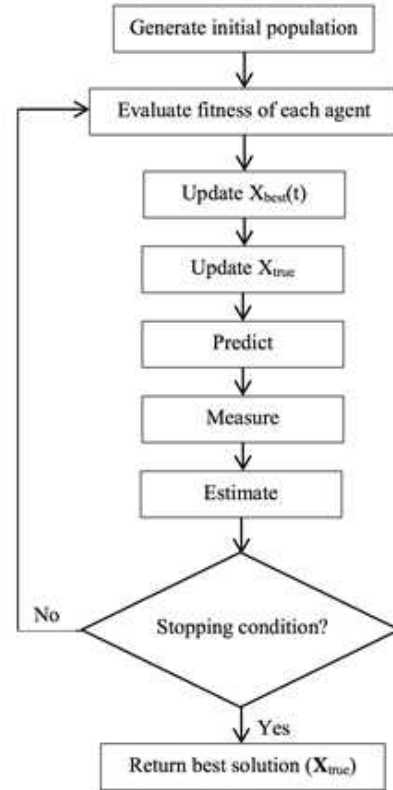 Generate initial population
Evaluate fitness of each agent
Update Xbest(t)
Update Xtrue
Predict
Measure
Estimate
Stopping condition?
No
Yes
Return best solution (Xtrue)